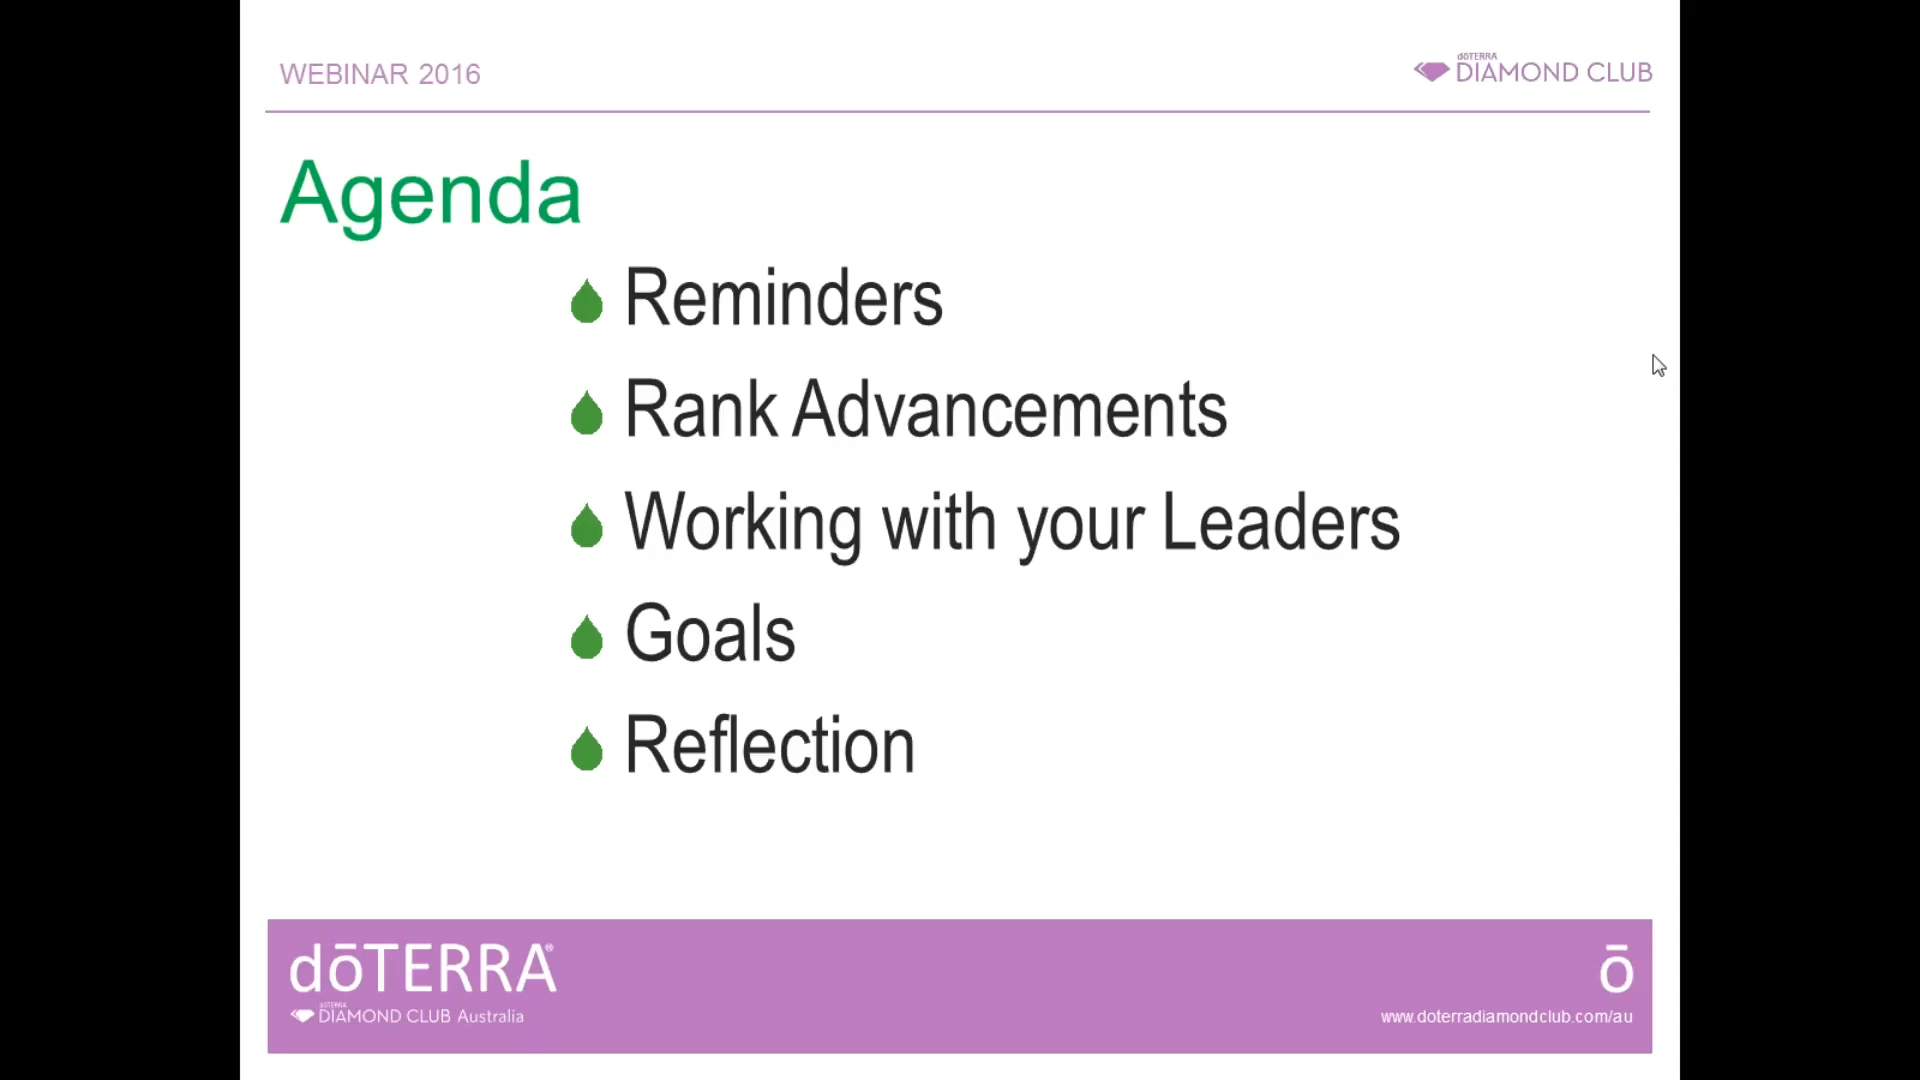 WEBINAR 2016
dōTERRA
DIAMOND CLUB
Agenda
Reminders
Rank Advancements
Working with your Leaders
Goals
Reflection
dōTERRA®
dōTERRA
DIAMOND CLUB Australia
ō
www.doterradiamondclub.com/au